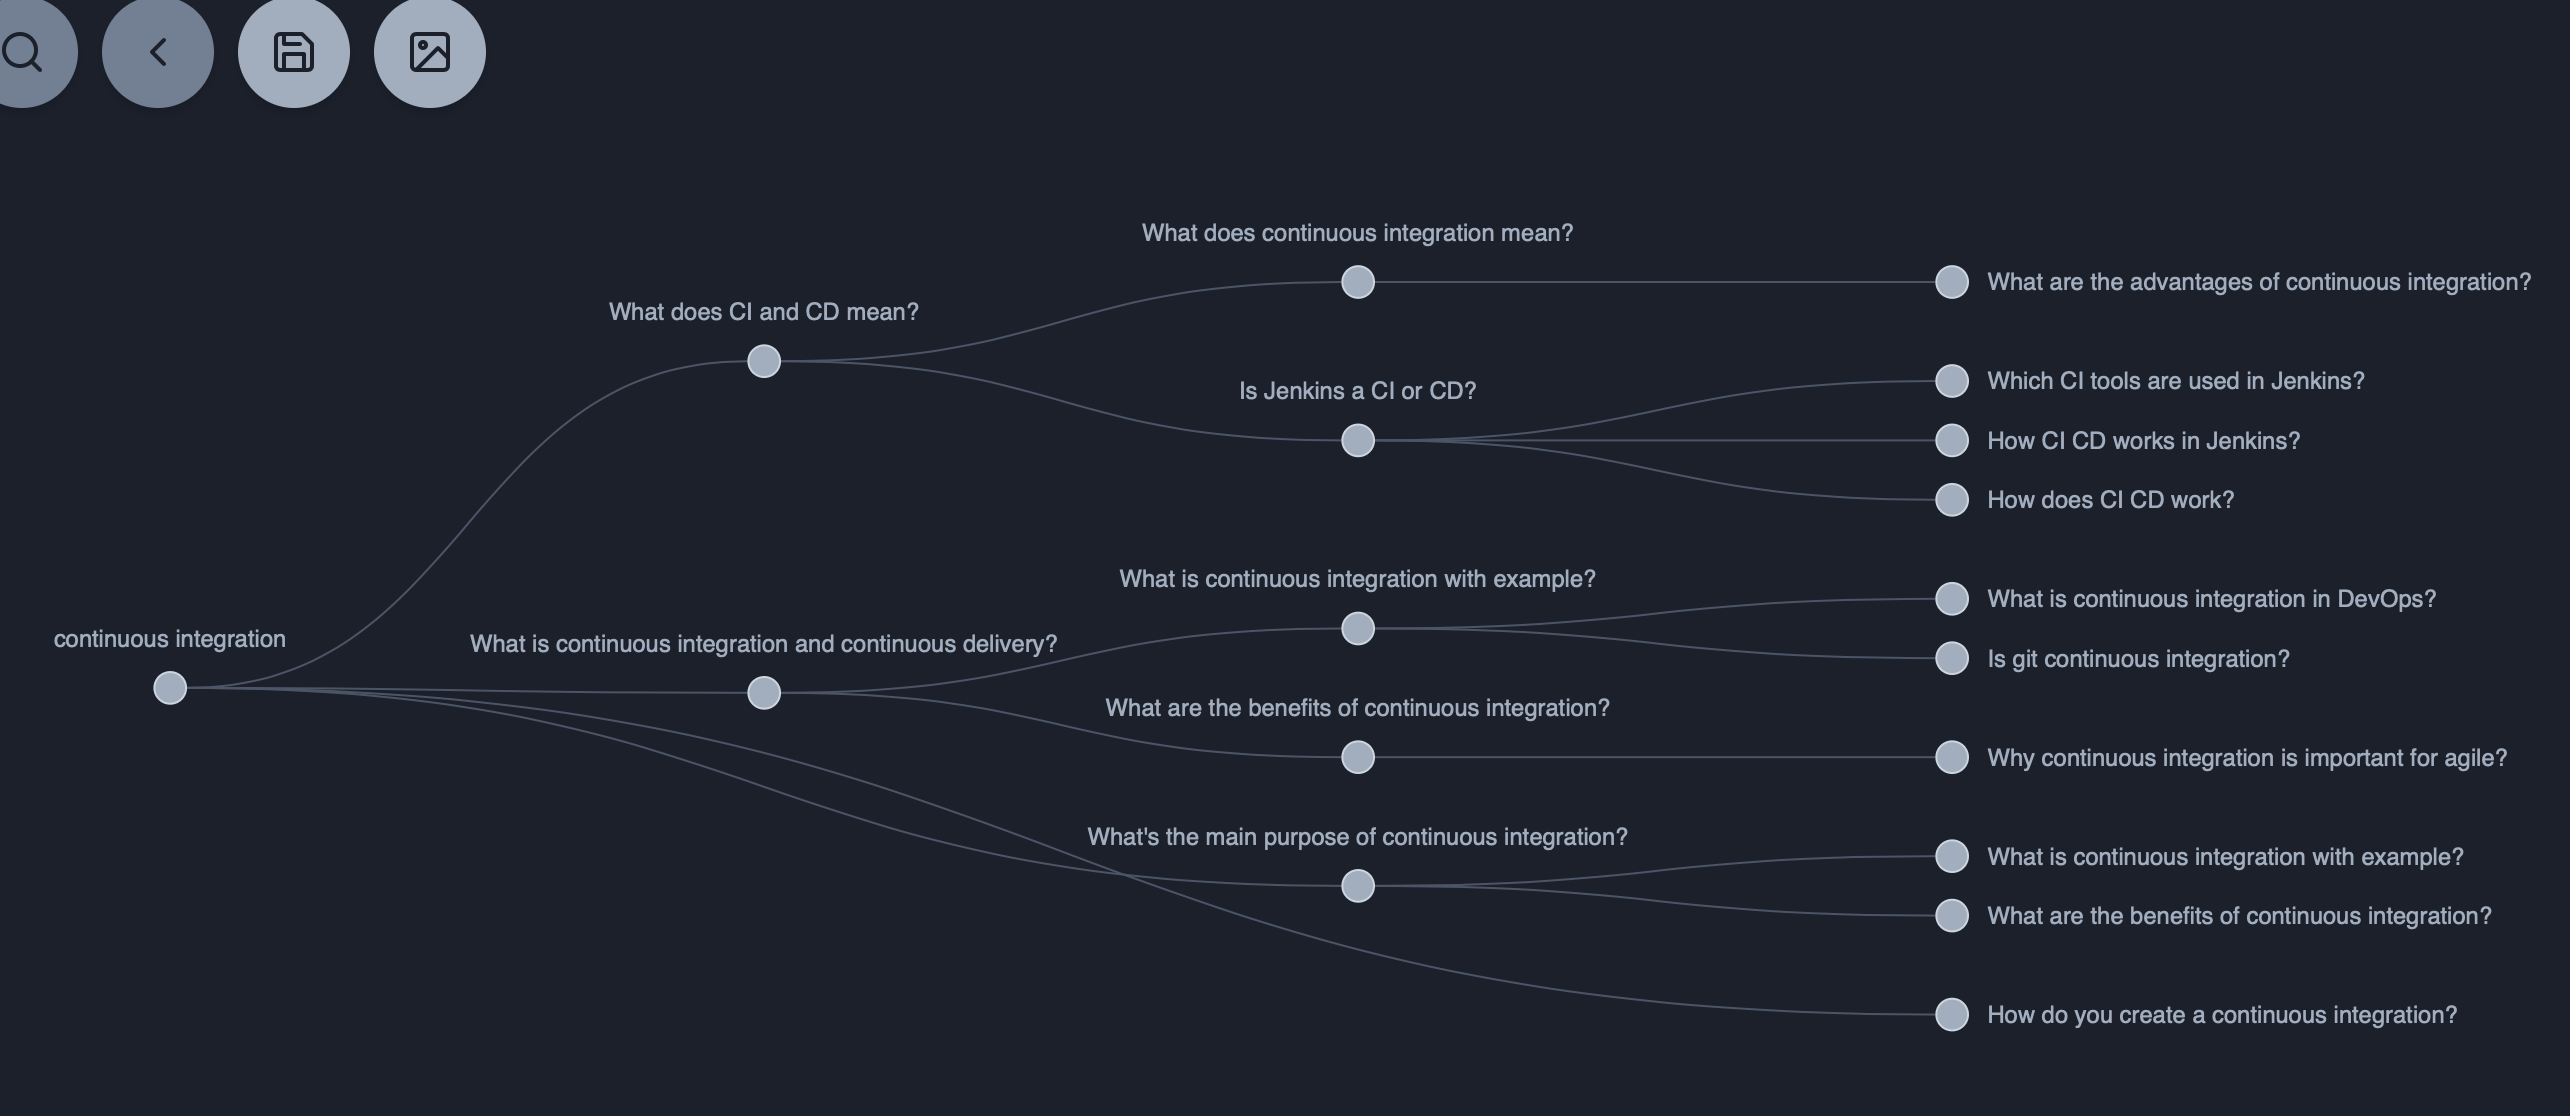 What does continuous integration mean?
What are the advantages of continuous integration?
What does CI and CD mean?
Which CI tools are used in Jenkins?
Is Jenkins a CI or CD?
How CI CD works in Jenkins?
How does CI CD work?
What is continuous integration with example?
What is continuous integration in DevOps?
continuous integration
What is continuous integration and continuous delivery?
Is git continuous integration?
What are the benefits of continuous integration?
Why continuous integration is important for agile?
What's the main purpose of continuous integration?
What is continuous integration with example?
What are the benefits of continuous integration?
How do you create a continuous integration?